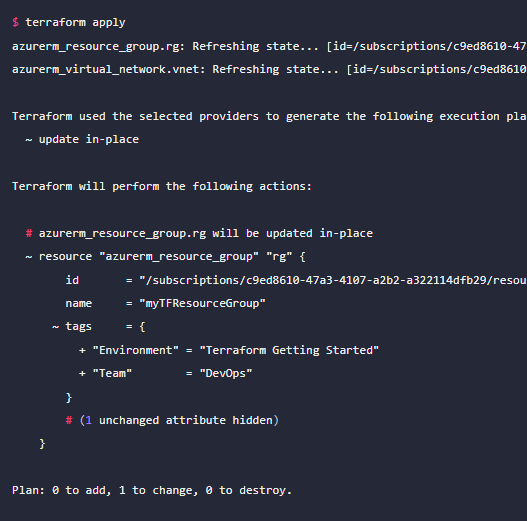 $ terraform apply
azurerm_resource_group.rg: Refreshing state... [id=/subscriptions/c9ed8610-47
azurerm_virtual_network.vnet: Refreshing state... [id=/subscriptions/c9ed8610
Terraform used the selected providers to generate the following execution pla
~ update in-place
Terraform will perform the following actions:
# azurerm_resource_group.rg will be updated in-place
~ resource "azurerm_resource_group" "rg" {
id = "/subscriptions/c9ed8610-47a3-4107-a2b2-a322114dfb29/resou
name = "myTFResourceGroup"
~ tags = {
+ "Environment" = "Terraform Getting Started"
+ "Team" = "DevOps"
}
# (1 unchanged attribute hidden)
}
Plan: 0 to add, 1 to change, 0 to destroy.